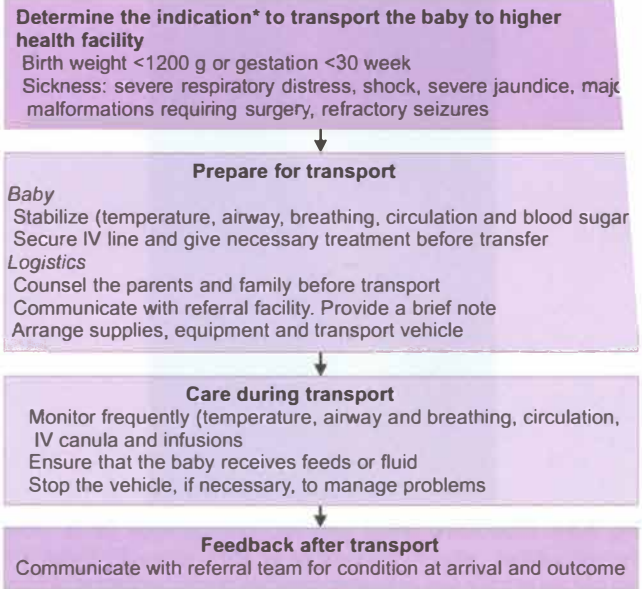 Determine the indication* to transport the baby to higher
health facility
Birth weight <1200 g or gestation <30 week
Sickness: severe respiratory distress, shock, severe jaundice, majo
malformations requiring surgery, refractory seizures
Prepare for transport
Baby
Stabilize (temperature, airway, breathing, circulation and blood sugar
Secure IV line and give necessary treatment before transfer
Logistics
Counsel the parents and family before transport
Communicate with referral facility. Provide a brief note
Arrange supplies, equipment and transport vehicle
Care during transport
Monitor frequently (temperature, airway and breathing, circulation,
IV canula and infusions
Ensure that the baby receives feeds or fluid
Stop the vehicle, if necessary, to manage problems
Feedback after transport
Communicate with referral team for condition at arrival and outcome